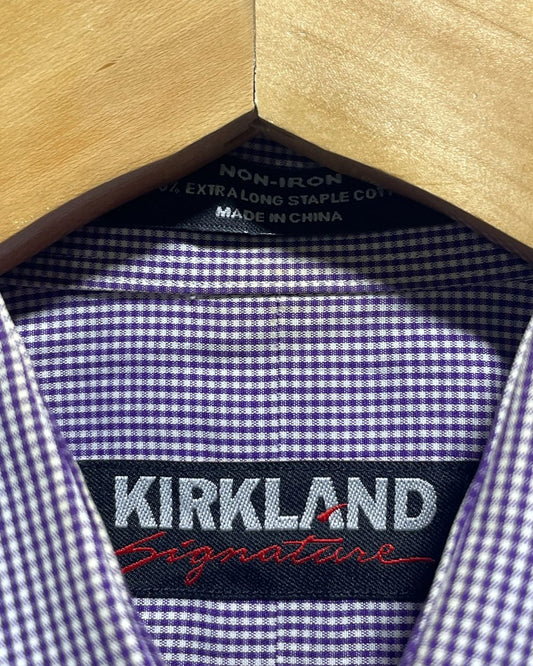 NON-IRON
% EXTRA LONG STAPLE
MADE IN CHINA
KIRKLAND
Signature